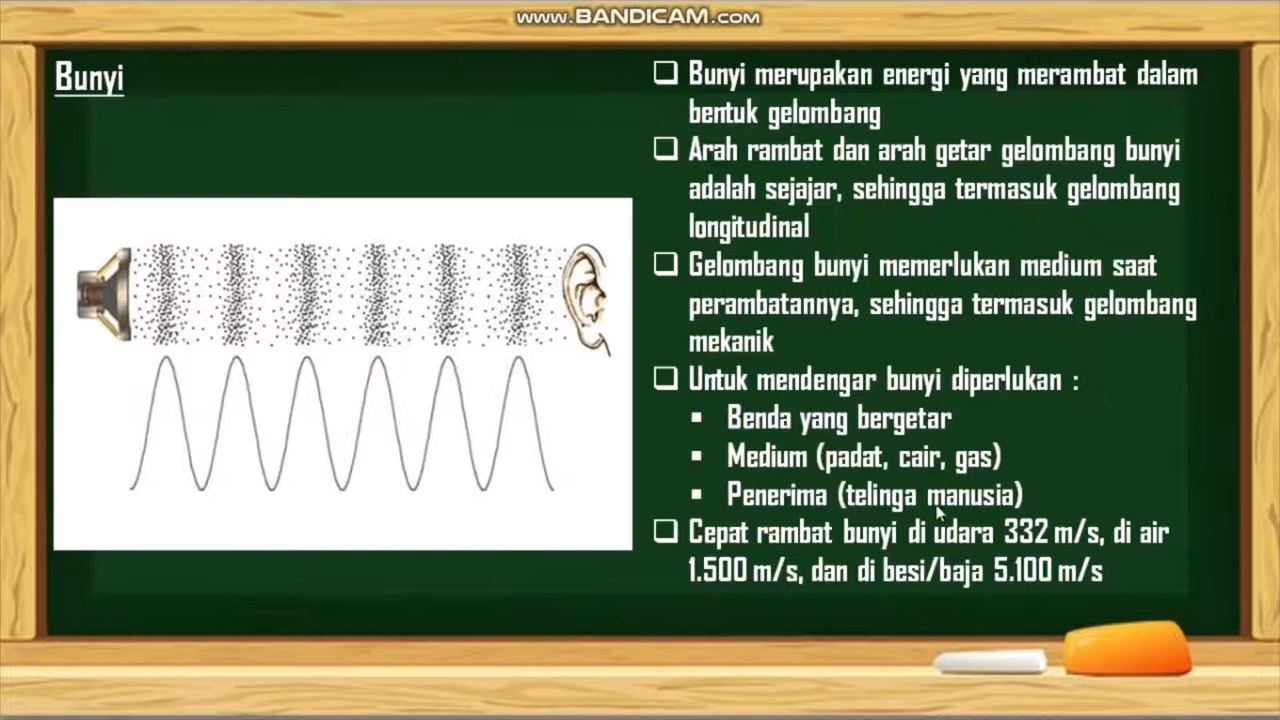 www.BANDICAM.com
Bunyi
❑ Bunyi merupakan energi yang merambat dalam
bentuk gelombang
❑ Arah rambat dan arah getar gelombang bunyi
adalah sejajar, sehingga termasuk gelombang
longitudinal
❑ Gelombang bunyi memerlukan medium saat
perambatannya, sehingga termasuk gelombang
mekanik
❑ Untuk mendengar bunyi diperlukan :
▪ Benda yang bergetar
▪ Medium (padat, cair, gas)
▪ Penerima (telinga manusia)
❑ Cepat rambat bunyi di udara 332 m/s, di air
1.500 m/s, dan di besi/baja 5.100 m/s